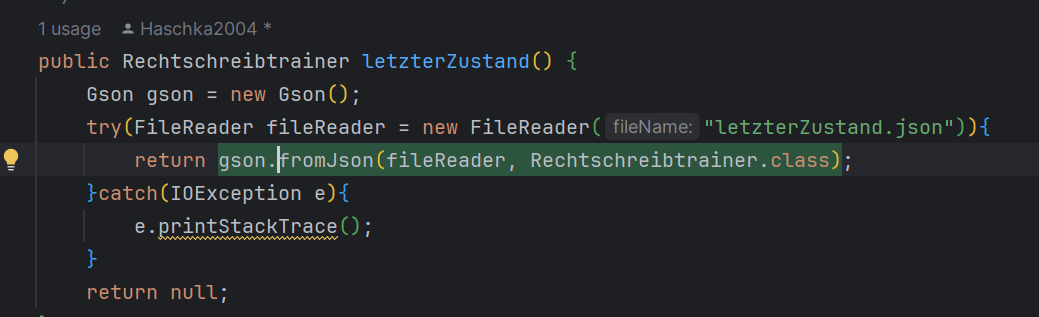 1 usage Haschka2004 *
public Rechtschreibtrainer letzterZustand() {
Gson gson = new Gson();
try(FileReader fileReader = new FileReader( fileName: "letzterZustand.json")){
return gson.fromJson(fileReader, Rechtschreibtrainer.class);
}catch(IOException e){
e.printStackTrace();
}
return null;